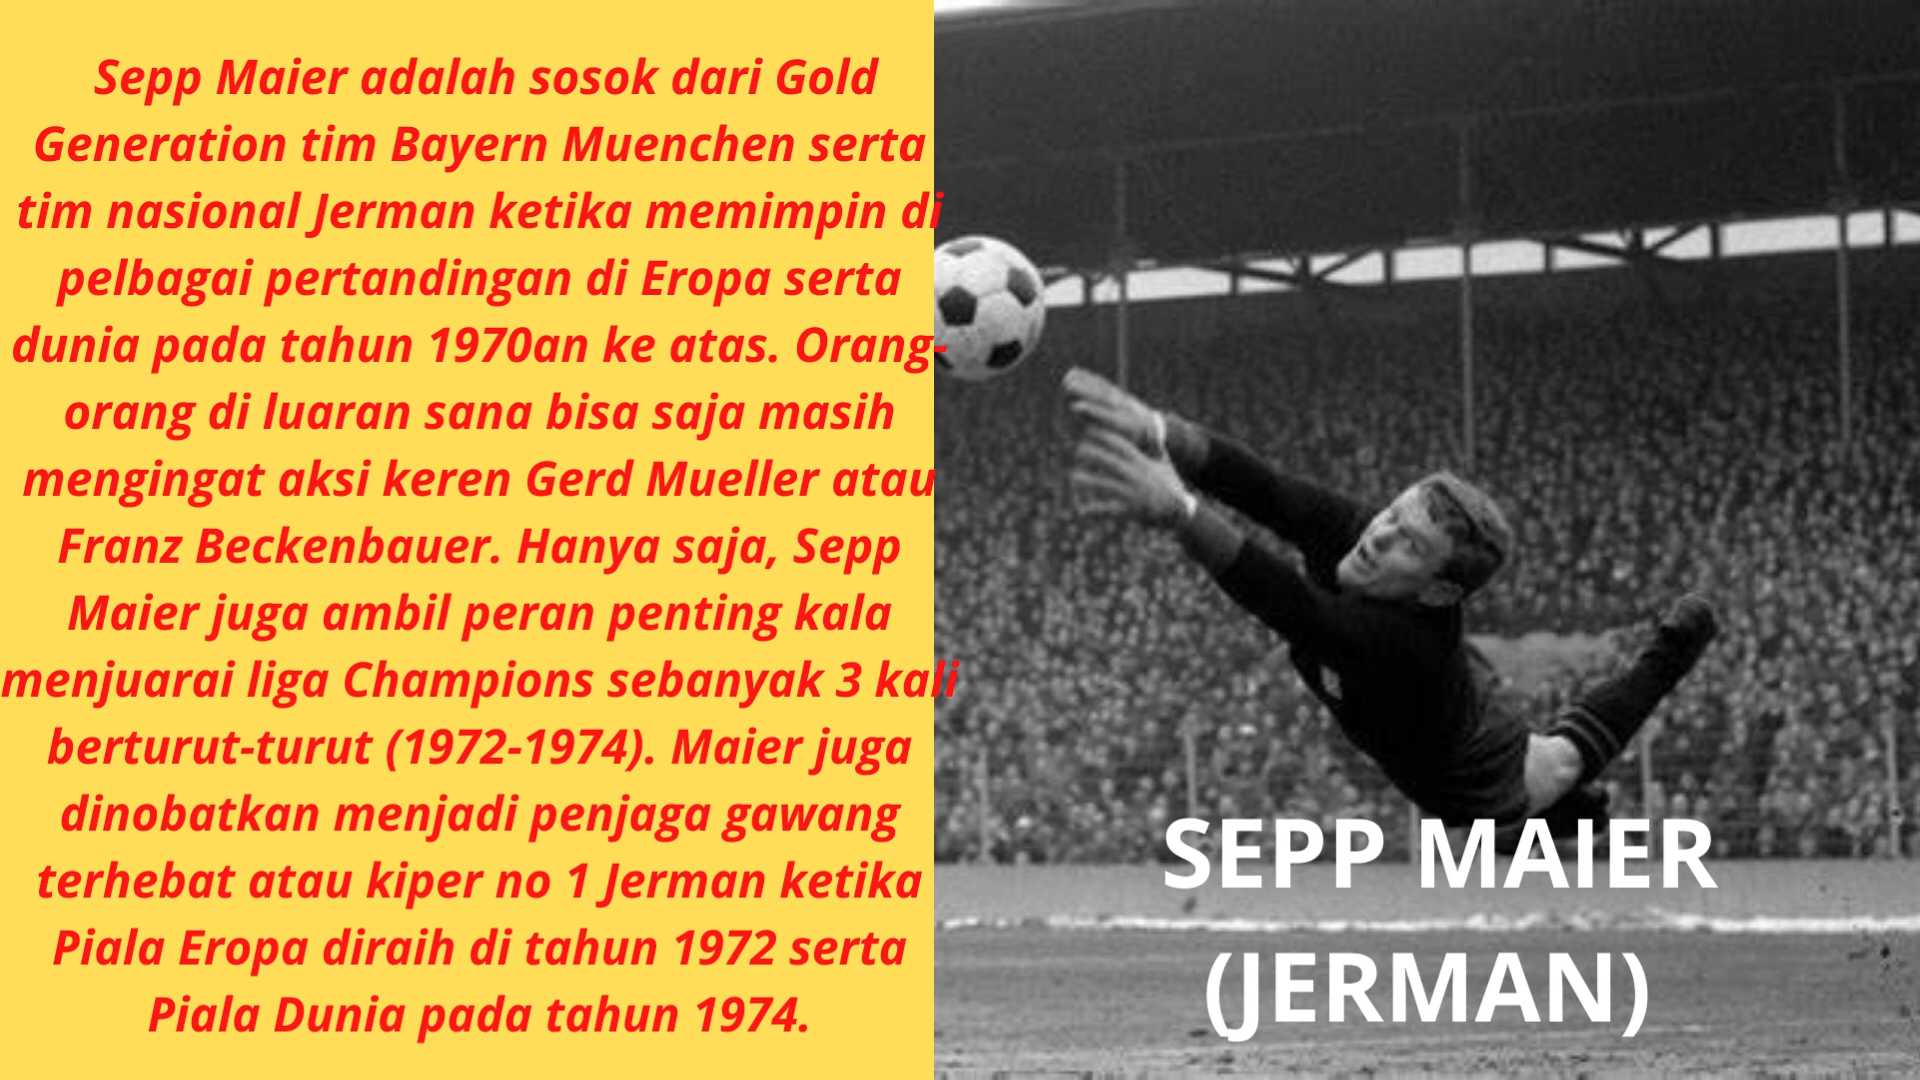 Sepp Maier adalah sosok dari Gold
Generation tim Bayern Muenchen serta
tim nasional Jerman ketika memimpin di
pelbagai pertandingan di Eropa serta
dunia pada tahun 1970an ke atas. Orang-
orang di luaran sana bisa saja masih
mengingat aksi keren Gerd Mueller atau
Franz Beckenbauer. Hanya saja, Sepp
Maier juga ambil peran penting kala
menjuarai liga Champions sebanyak 3 kali
berturut-turut (1972-1974). Maier juga
dinobatkan menjadi penjaga gawang
terhebat atau kiper no 1 Jerman ketika
Piala Eropa diraih di tahun 1972 serta
Piala Dunia pada tahun 1974.
SEPP MAIER
(JERMAN)